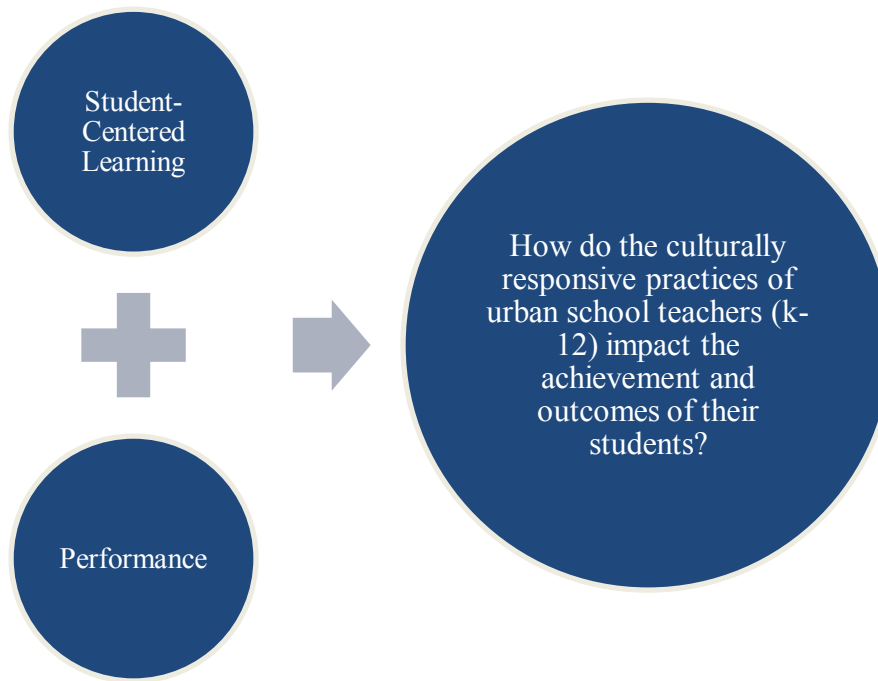 Student-
Centered
Learning
Performance
How do the culturally
responsive practices of
urban school teachers (k-
12) impact the
achievement and
outcomes of their
students?